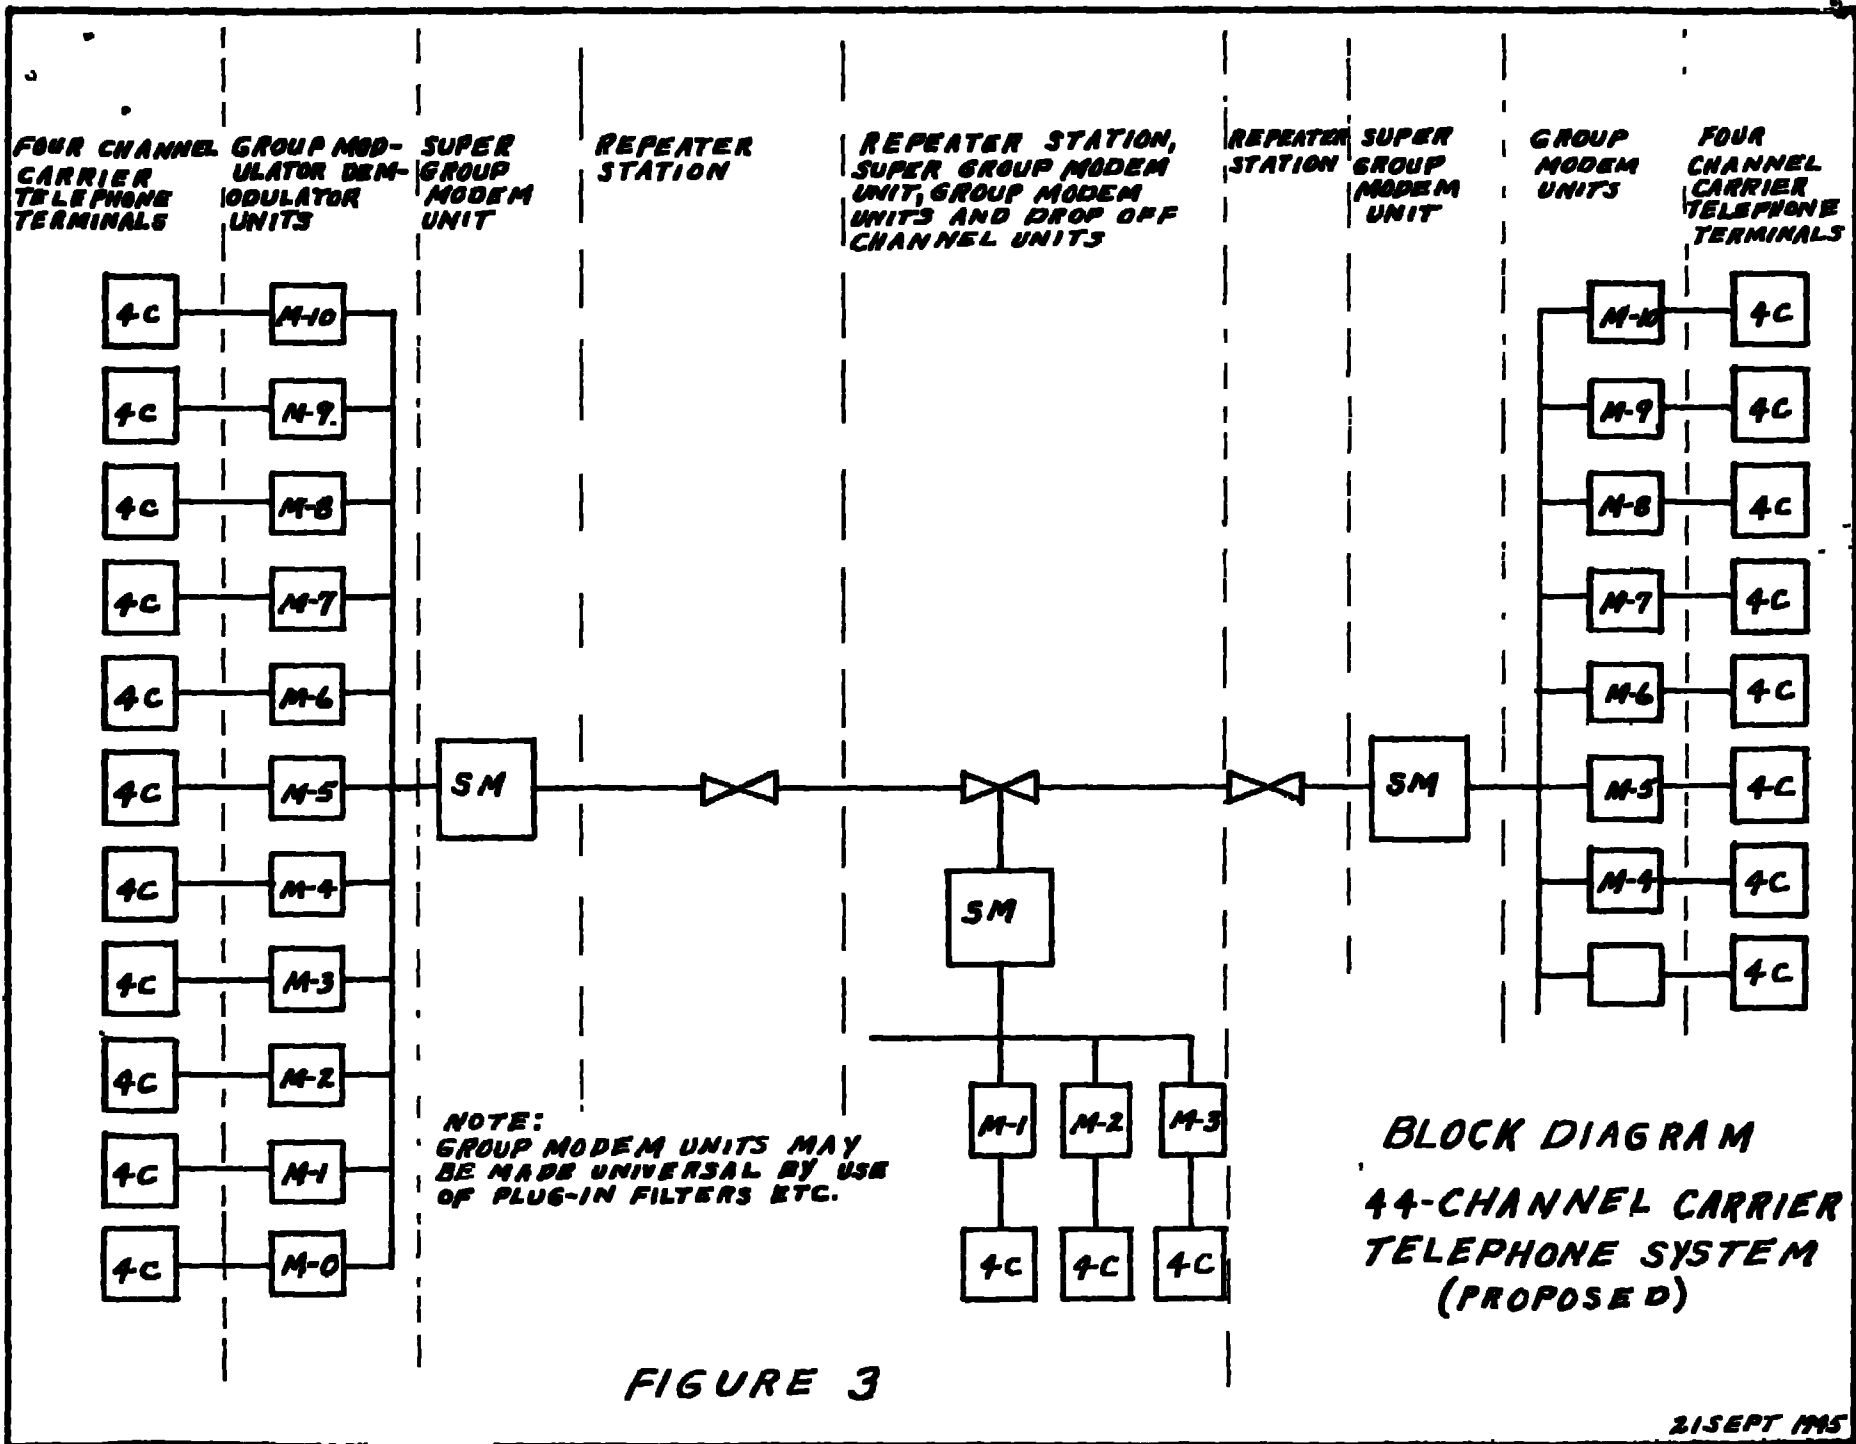 FOUR CHANNEL
CARRIER
TELEPHONE
TERMINALS
GROUP MOD-
ULATOR DEM-
ODULATOR
UNITS
SUPER
GROUP
MODEM
UNIT
REPEATER
STATION
REPEATER STATION,
SUPER GROUP MODEM
UNIT, GROUP MODEM
UNITS AND DROP OFF
CHANNEL UNITS
REPEATER
STATION
SUPER
GROUP
MODEM
UNIT
GROUP
MODEM
UNITS
FOUR
CHANNEL
CARRIER
TELEPHONE
TERMINALS
4C M-10
4C M-9
4C M-8
4C M-7
4C M-6
4C M-5
4C M-4
4C M-3
4C M-2
4C M-1
4C M-0
SM
SM
M-1 M-2 M-3
4C 4C 4C
SM
M-10 4C
M-9 4C
M-8 4C
M-7 4C
M-6 4C
M-5 4C
M-4 4C
4C
NOTE:
GROUP MODEM UNITS MAY
BE MADE UNIVERSAL BY USE
OF PLUG-IN FILTERS ETC.
BLOCK DIAGRAM
44-CHANNEL CARRIER
TELEPHONE SYSTEM
(PROPOSED)
FIGURE 3
21 SEPT 1945